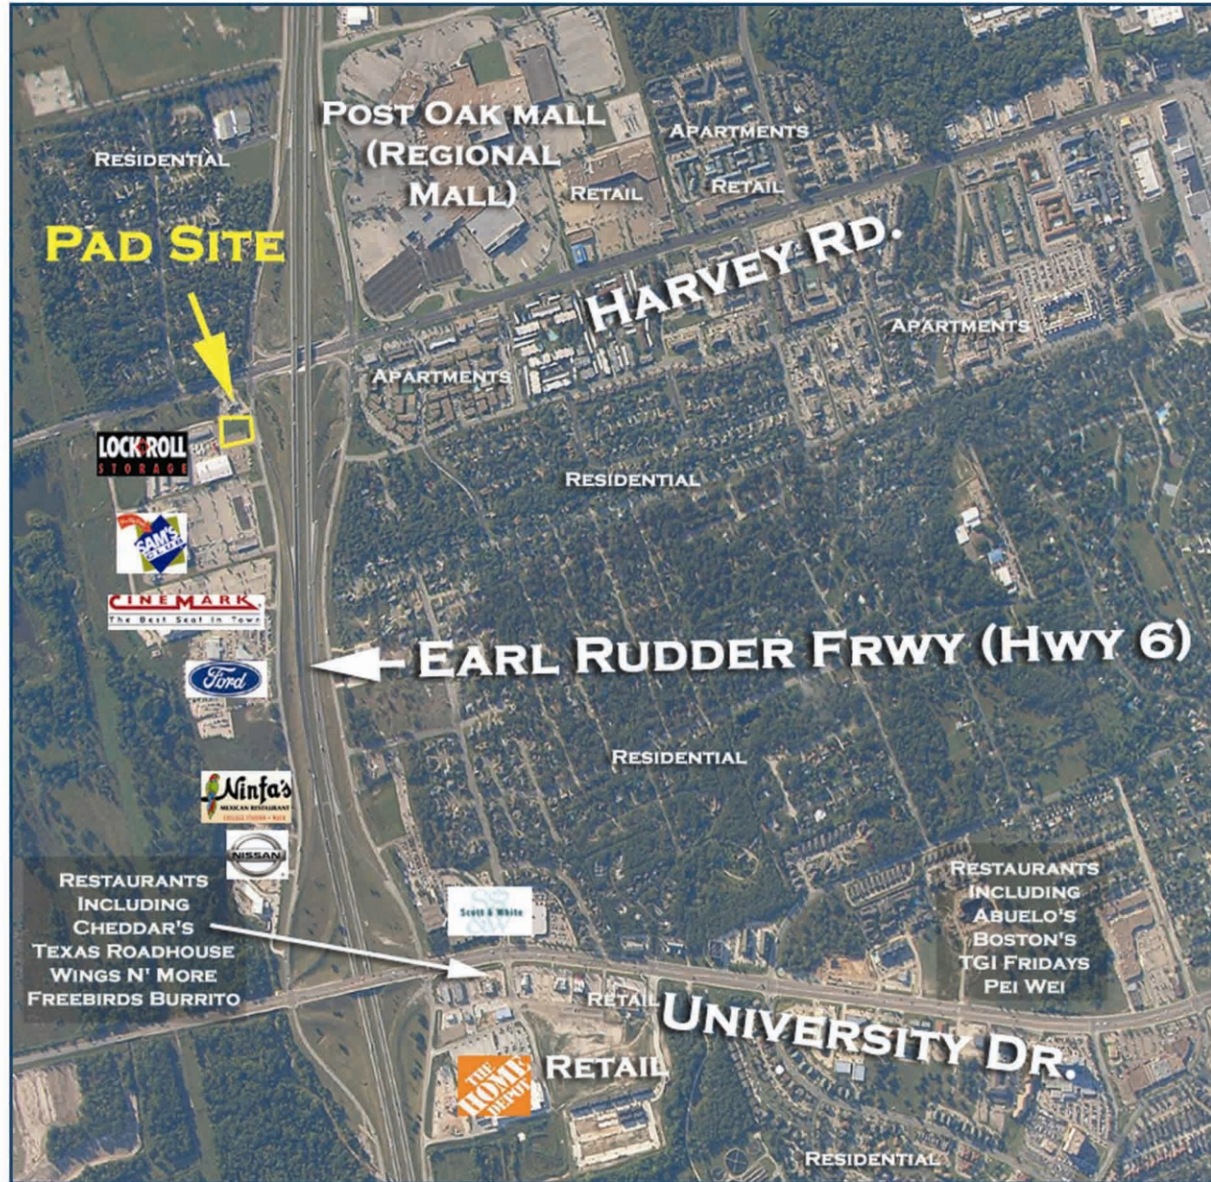 POST OAK MALL
(REGIONAL
MALL)
APARTMENTS
RESIDENTIAL
RETAIL
RETAIL
PAD SITE
HARVEY RD.
APARTMENTS
APARTMENTS
LOCK ROLL
STORAGE
RESIDENTIAL
SAM'S
CLUB
CINEMARK
The Best Seat In Town
EARL RUDDER FRWY (HWY 6)
Ford
RESIDENTIAL
Ninfa's
MEXICAN RESTAURANT
NISSAN
RESTAURANTS
INCLUDING
CHEDDAR'S
TEXAS ROADHOUSE
WINGS N' MORE
FREEBIRDS BURRITO
SS
Scott & White
&W
RESTAURANTS
INCLUDING
ABUELO'S
BOSTON'S
TGI FRIDAYS
PEI WEI
RETAIL
UNIVERSITY DR.
THE
HOME
DEPOT
RETAIL
RESIDENTIAL